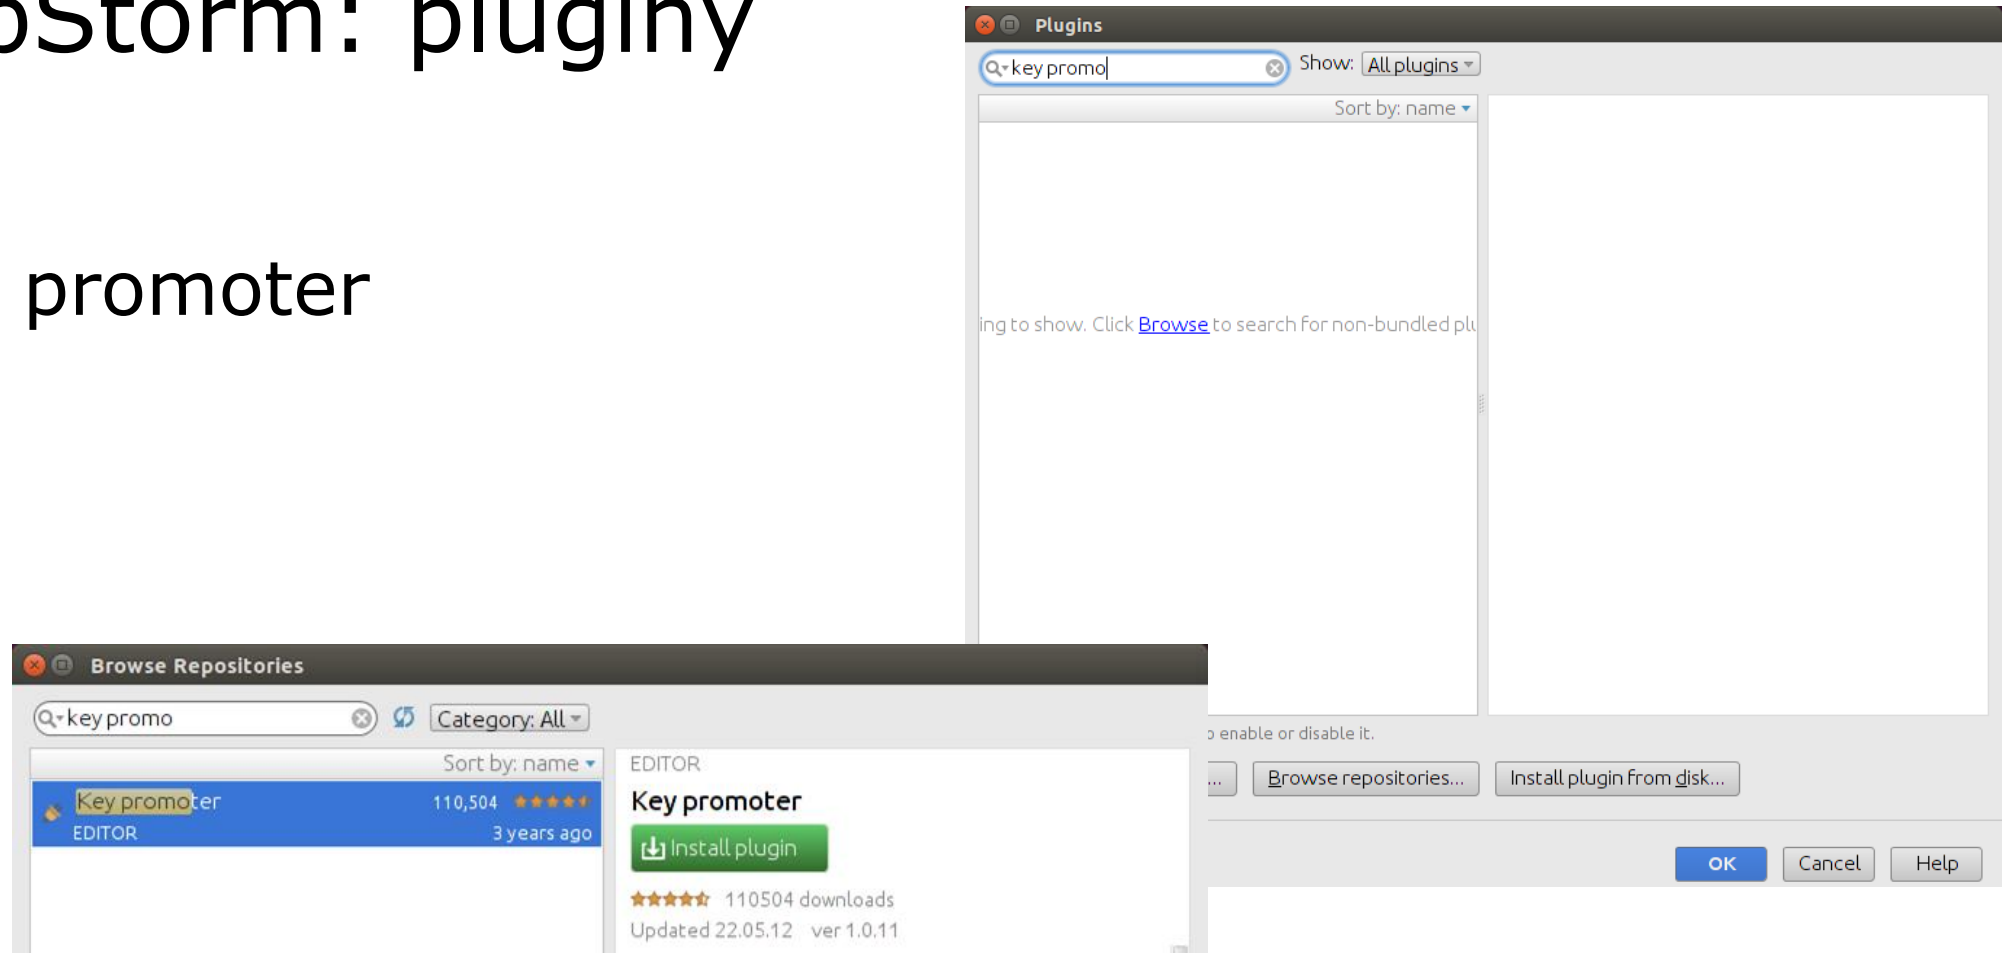 bStorm: pluginy
promoter
Plugins
key promo
Show: All plugins
Sort by: name
ing to show. Click Browse to search for non-bundled plu
o enable or disable it.
... Browse repositories... Install plugin from disk...
OK Cancel Help
Browse Repositories
key promo
Category: All
Sort by: name
Key promoter 110,504
EDITOR 3 years ago
EDITOR
Key promoter
Install plugin
110504 downloads
Updated 22.05.12 ver 1.0.11